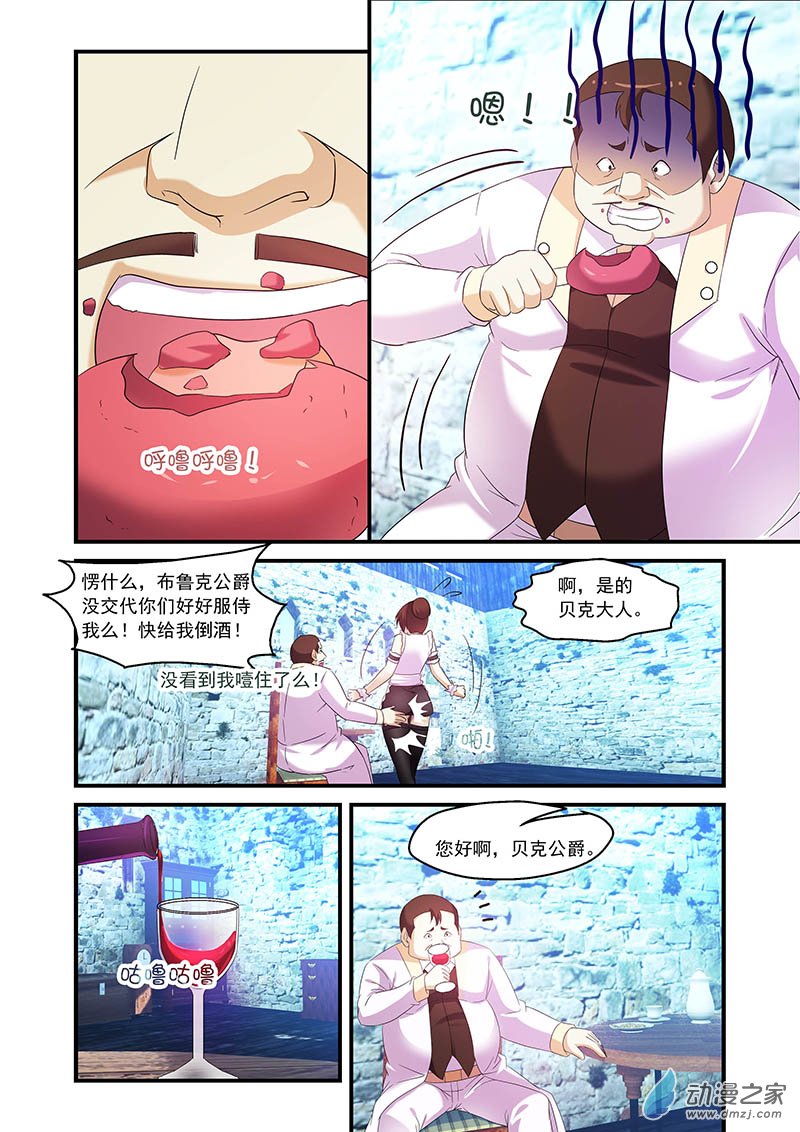 呼噜呼噜！
嗯！！
愣什么，布鲁克公爵
没交代你们好好服侍
我么！快给我倒酒！
没看到我噎住了么！
啊，是的
贝克大人。
啪！
咕噜咕噜
您好啊，贝克公爵。
动漫之家
www.dmzj.com